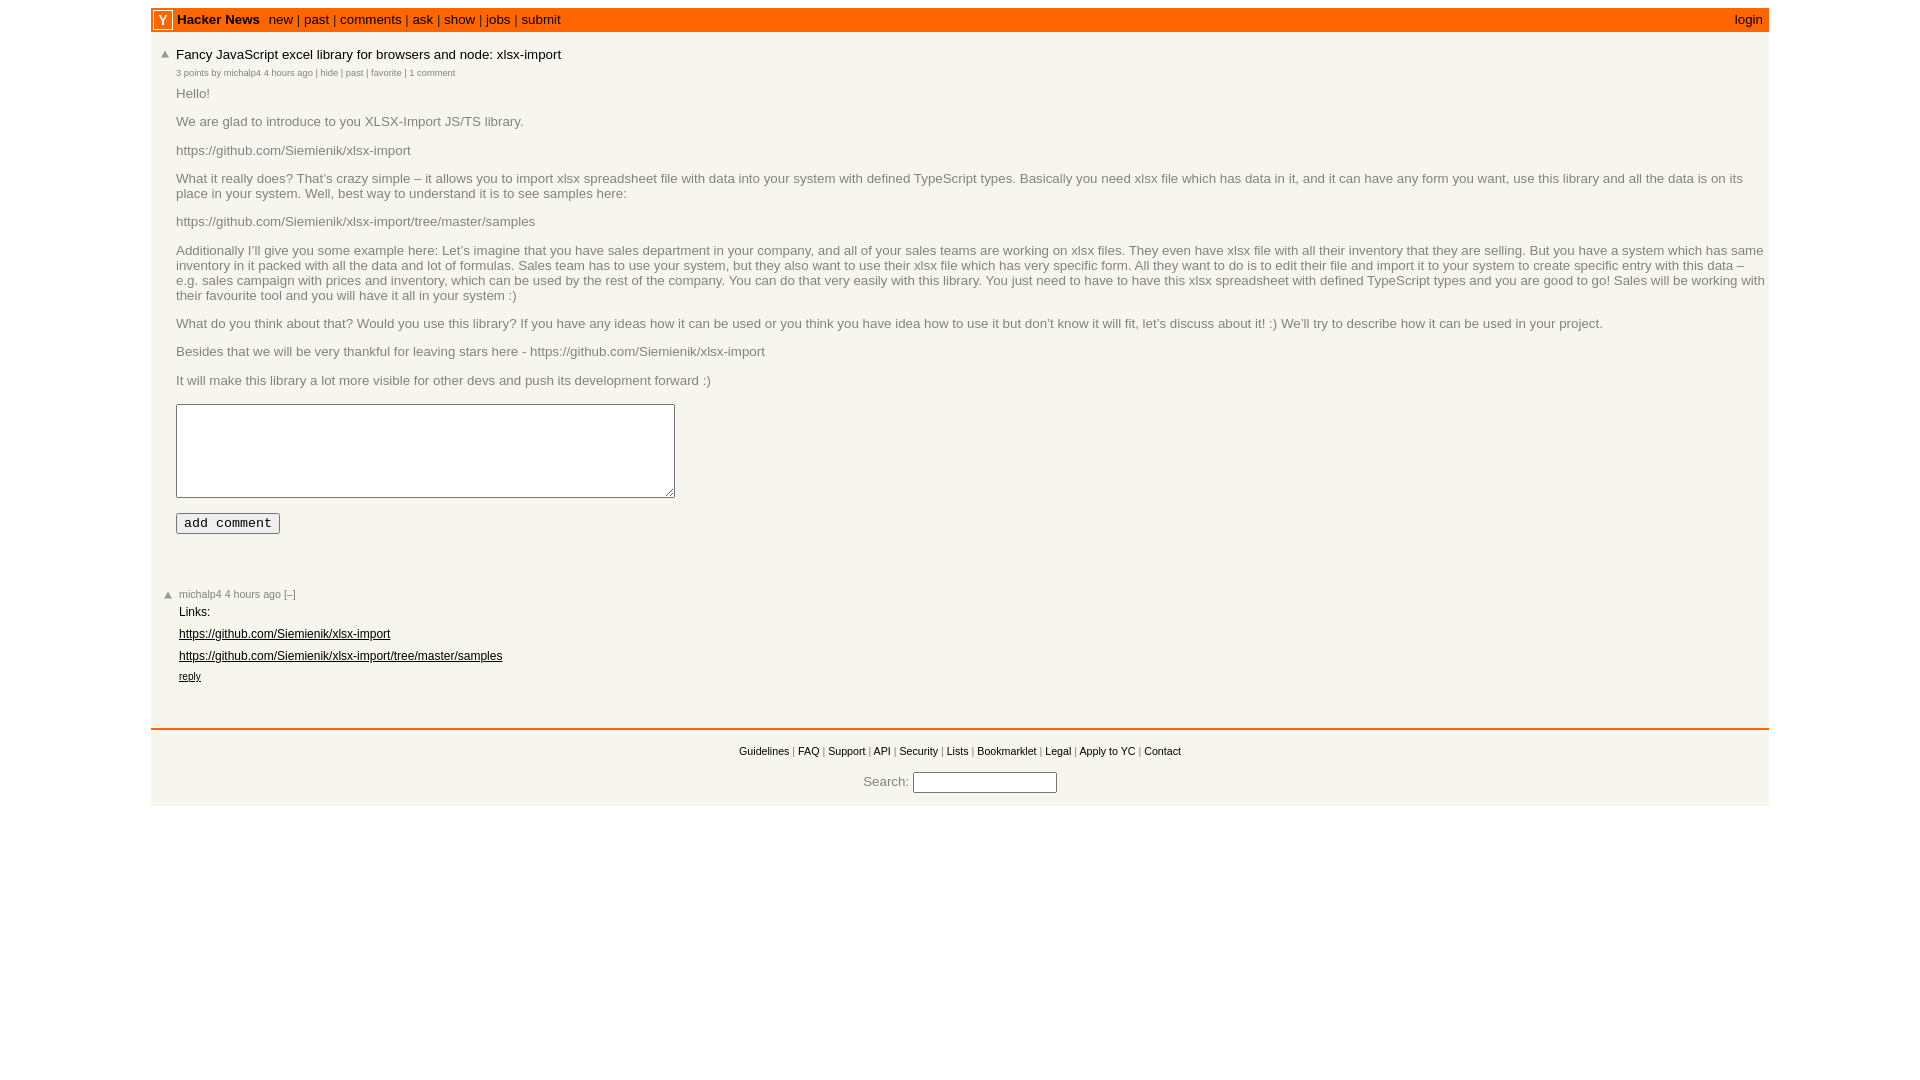 Y Hacker News new | past | comments | ask | show | jobs | submit login
Fancy JavaScript excel library for browsers and node: xlsx-import
3 points by michalp4 4 hours ago | hide | past | favorite | 1 comment
Hello!
We are glad to introduce to you XLSX-Import JS/TS library.
https://github.com/Siemienik/xlsx-import
What it really does? That’s crazy simple – it allows you to import xlsx spreadsheet file with data into your system with defined TypeScript types. Basically you need xlsx file which has data in it, and it can have any form you want, use this library and all the data is on its
place in your system. Well, best way to understand it is to see samples here:
https://github.com/Siemienik/xlsx-import/tree/master/samples
Additionally I’ll give you some example here: Let’s imagine that you have sales department in your company, and all of your sales teams are working on xlsx files. They even have xlsx file with all their inventory that they are selling. But you have a system which has same
inventory in it packed with all the data and lot of formulas. Sales team has to use your system, but they also want to use their xlsx file which has very specific form. All they want to do is to edit their file and import it to your system to create specific entry with this data –
e.g. sales campaign with prices and inventory, which can be used by the rest of the company. You can do that very easily with this library. You just need to have to have this xlsx spreadsheet with defined TypeScript types and you are good to go! Sales will be working with
their favourite tool and you will have it all in your system :)
What do you think about that? Would you use this library? If you have any ideas how it can be used or you think you have idea how to use it but don’t know it will fit, let’s discuss about it! :) We’ll try to describe how it can be used in your project.
Besides that we will be very thankful for leaving stars here - https://github.com/Siemienik/xlsx-import
It will make this library a lot more visible for other devs and push its development forward :)
add comment
michalp4 4 hours ago [–]
Links:
https://github.com/Siemienik/xlsx-import
https://github.com/Siemienik/xlsx-import/tree/master/samples
reply
Guidelines | FAQ | Support | API | Security | Lists | Bookmarklet | Legal | Apply to YC | Contact
Search: